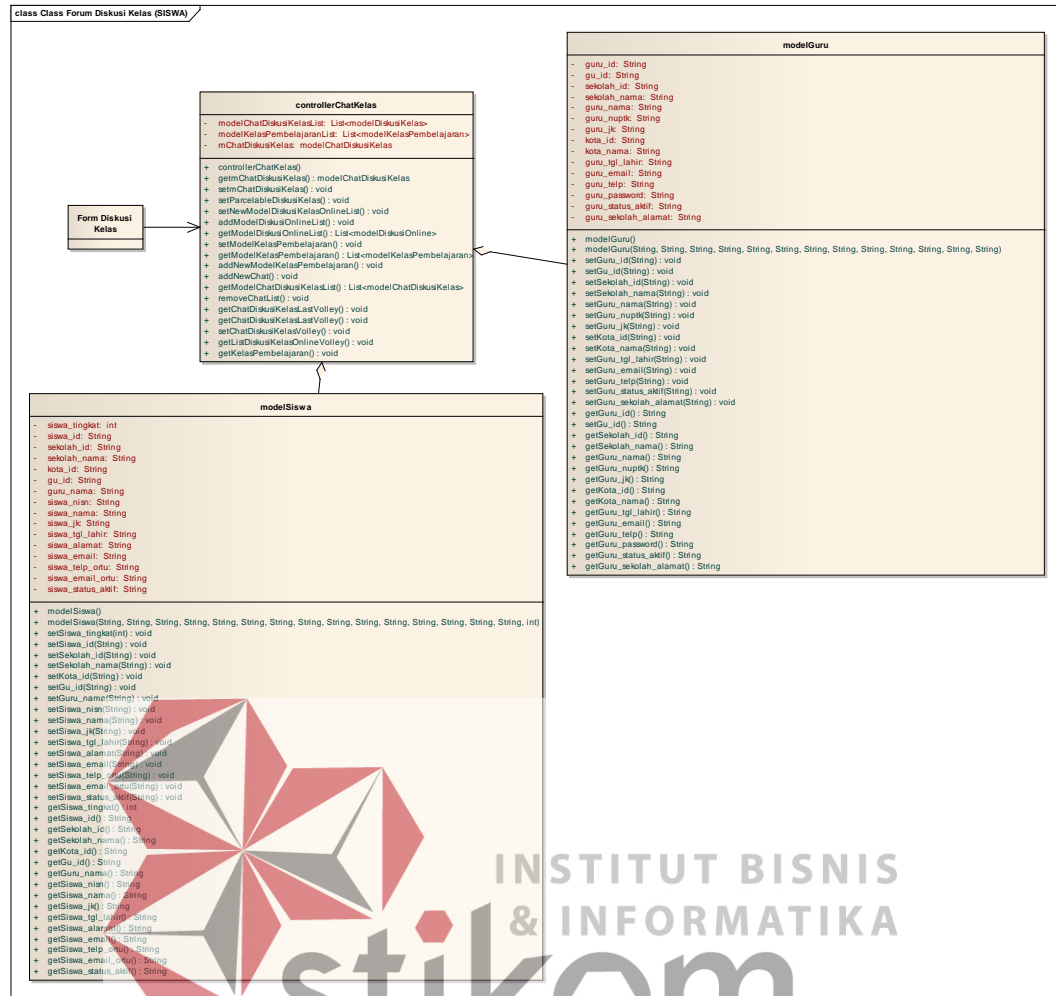 class Class Forum Diskusi Kelas (SISWA)
Form Diskusi
Kelas
controllerChatKelas
- modelChatDiskusiKelasList: List<modelDiskusiKelas>
- modelKelasPembelajaranList: List<modelKelasPembelajaran>
- mChatDiskusiKelas: modelChatDiskusiKelas
+ controllerChatKelas()
+ getmChatDiskusiKelas() : modelChatDiskusiKelas
+ setmChatDiskusiKelas() : void
+ setParcelableDiskusiKelas() : void
+ setNewModelDiskusiKelasOnlineList() : void
+ addModelDiskusiOnlineList() : void
+ getModelDiskusiOnlineList() : List<modelDiskusiOnline>
+ setModelKelasPembelajaran() : void
+ getModelKelasPembelajaran() : List<modelKelasPembelajaran>
+ addNewModelKelasPembelajaran() : void
+ addNewChat() : void
+ getModelChatDiskusiKelasList() : List<modelChatDiskusiKelas>
+ removeChatList() : void
+ getChatDiskusiKelasLastVolley() : void
+ getChatDiskusiKelasLastVolley() : void
+ setChatDiskusiKelasVolley() : void
+ getListDiskusiKelasOnlineVolley() : void
+ getKelasPembelajaran() : void
modelGuru
- guru_id: String
- gu_id: String
- sekolah_id: String
- sekolah_nama: String
- guru_nama: String
- guru_nuptk: String
- guru_jk: String
- kota_id: String
- kota_nama: String
- guru_tgl_lahir: String
- guru_email: String
- guru_telp: String
- guru_password: String
- guru_status_aktif: String
- guru_sekolah_alamat: String
+ modelGuru()
+ modelGuru(String, String, String, String, String, String, String, String, String, String, String, String, String, String)
+ setGuru_id(String) : void
+ setGu_id(String) : void
+ setSekolah_id(String) : void
+ setSekolah_nama(String) : void
+ setGuru_nama(String) : void
+ setGuru_nuptk(String) : void
+ setGuru_jk(String) : void
+ setKota_id(String) : void
+ setKota_nama(String) : void
+ setGuru_tgl_lahir(String) : void
+ setGuru_email(String) : void
+ setGuru_telp(String) : void
+ setGuru_status_aktif(String) : void
+ setGuru_sekolah_alamat(String) : void
+ getGuru_id() : String
+ setGu_id() : String
+ getSekolah_id() : String
+ getSekolah_nama() : String
+ getGuru_nama() : String
+ getGuru_nuptk() : String
+ getGuru_jk() : String
+ getKota_id() : String
+ getKota_nama() : String
+ getGuru_tgl_lahir() : String
+ getGuru_email() : String
+ getGuru_telp() : String
+ getGuru_password() : String
+ getGuru_status_aktif() : String
+ getGuru_sekolah_alamat() : String
modelSiswa
- siswa_tingkat: int
- siswa_id: String
- sekolah_id: String
- sekolah_nama: String
- kota_id: String
- gu_id: String
- guru_nama: String
- siswa_nisn: String
- siswa_nama: String
- siswa_jk: String
- siswa_tgl_lahir: String
- siswa_alamat: String
- siswa_email: String
- siswa_telp_ortu: String
- siswa_email_ortu: String
- siswa_status_aktif: String
+ modelSiswa()
+ modelSiswa(String, String, String, String, String, String, String, String, String, String, String, String, String, String, String, int)
+ setSiswa_tingkat(int) : void
+ setSiswa_id(String) : void
+ setSekolah_id(String) : void
+ setSekolah_nama(String) : void
+ setKota_id(String) : void
+ setGu_id(String) : void
+ setGuru_nama(String) : void
+ setSiswa_nisn(String) : void
+ setSiswa_nama(String) : void
+ setSiswa_jk(String) : void
+ setSiswa_tgl_lahir(String) : void
+ setSiswa_alamat(String) : void
+ setSiswa_email(String) : void
+ setSiswa_telp_ortu(String) : void
+ setSiswa_email_ortu(String) : void
+ setSiswa_status_aktif(String) : void
+ getSiswa_tingkat() : int
+ getSiswa_id() : String
+ getSekolah_id() : String
+ getSekolah_nama() : String
+ getKota_id() : String
+ getGu_id() : String
+ getGuru_nama() : String
+ getSiswa_nisn() : String
+ getSiswa_nama() : String
+ getSiswa_jk() : String
+ getSiswa_tgl_lahir() : String
+ getSiswa_alamat() : String
+ getSiswa_email() : String
+ getSiswa_telp_ortu() : String
+ getSiswa_email_ortu() : String
+ getSiswa_status_aktif() : String
INSTITUT BISNIS
& INFORMATIKA
stikom